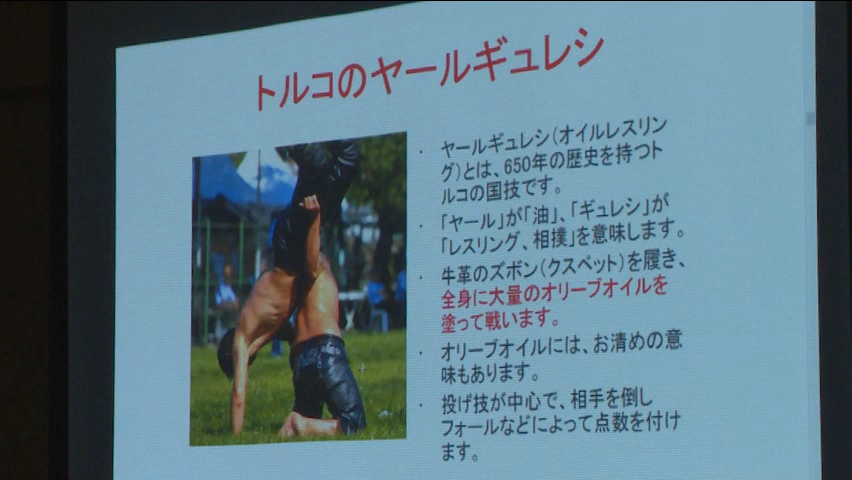 トルコのヤールギュレシ
・ ヤールギュレシ(オイルレスリン
グ)とは、650年の歴史を持つト
ルコの国技です。
・ 「ヤール」が「油」、「ギュレシ」が
「レスリング、相撲」を意味します。
・ 牛革のズボン(クスベット)を履き、
全身に大量のオリーブオイルを
塗って戦います。
・ オリーブオイルには、お清めの意
味もあります。
・ 投げ技が中心で、相手を倒し
フォールなどによって点数を付け
ます。